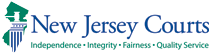 New Jersey Courts
Independence • Integrity • Fairness • Quality Service